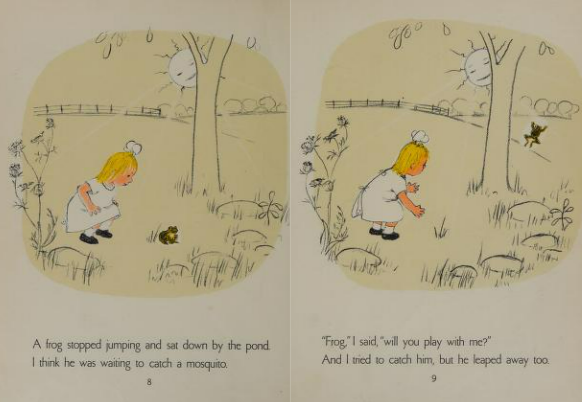 A frog stopped jumping and sat down by the pond.
I think he was waiting to catch a mosquito.
8
"Frog," I said, "will you play with me?"
And I tried to catch him, but he leaped away too.
9